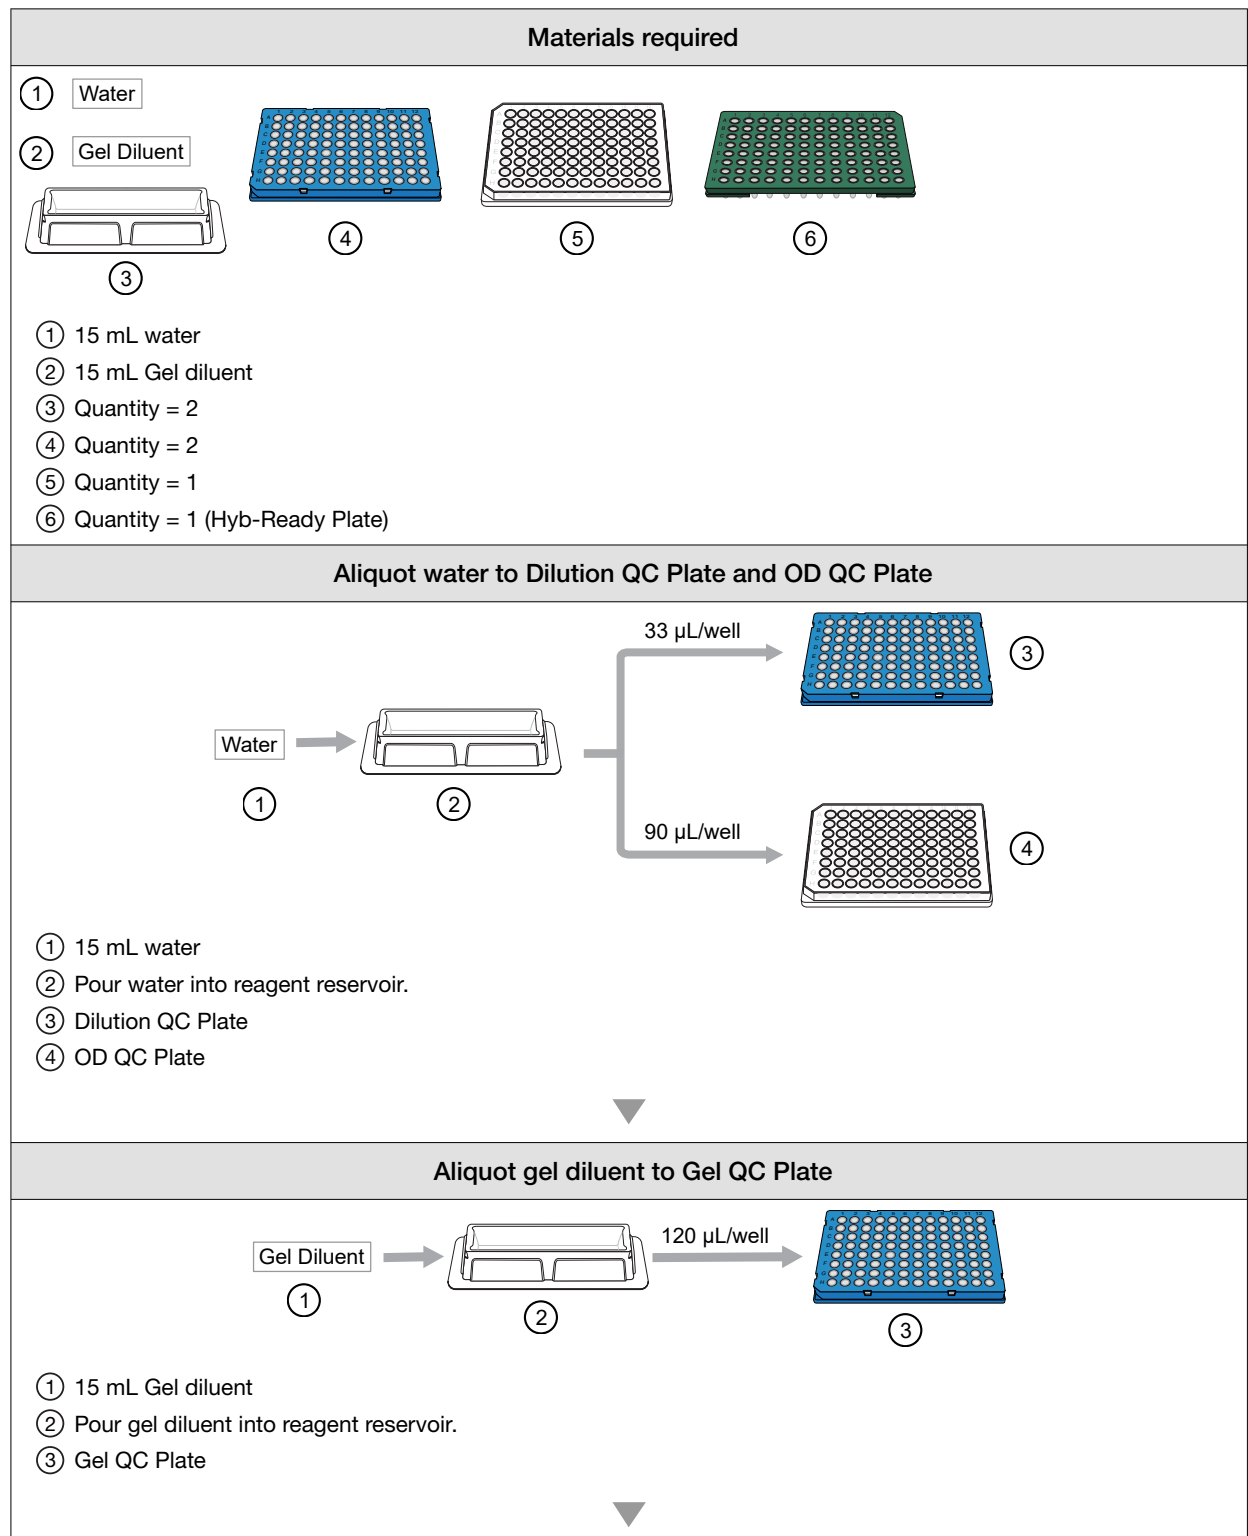 Materials required
① Water
② Gel Diluent
③
④
⑤
⑥
① 15 mL water
② 15 mL Gel diluent
③ Quantity = 2
④ Quantity = 2
⑤ Quantity = 1
⑥ Quantity = 1 (Hyb-Ready Plate)
Aliquot water to Dilution QC Plate and OD QC Plate
33 µL/well
③
Water
①
②
90 µL/well
④
① 15 mL water
② Pour water into reagent reservoir.
③ Dilution QC Plate
④ OD QC Plate
Aliquot gel diluent to Gel QC Plate
Gel Diluent
①
②
120 µL/well
③
① 15 mL Gel diluent
② Pour gel diluent into reagent reservoir.
③ Gel QC Plate